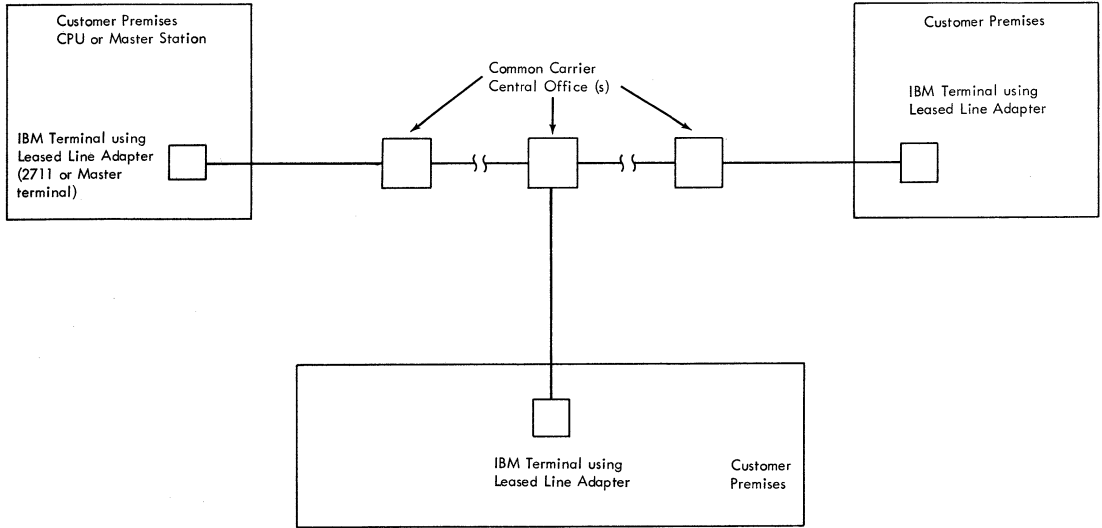 Customer Premises
CPU or Master Station
IBM Terminal using
Leased Line Adapter
(2711 or Master
terminal)
Common Carrier
Central Office (s)
Customer Premises
IBM Terminal using
Leased Line Adapter
IBM Terminal using
Leased Line Adapter
Customer
Premises